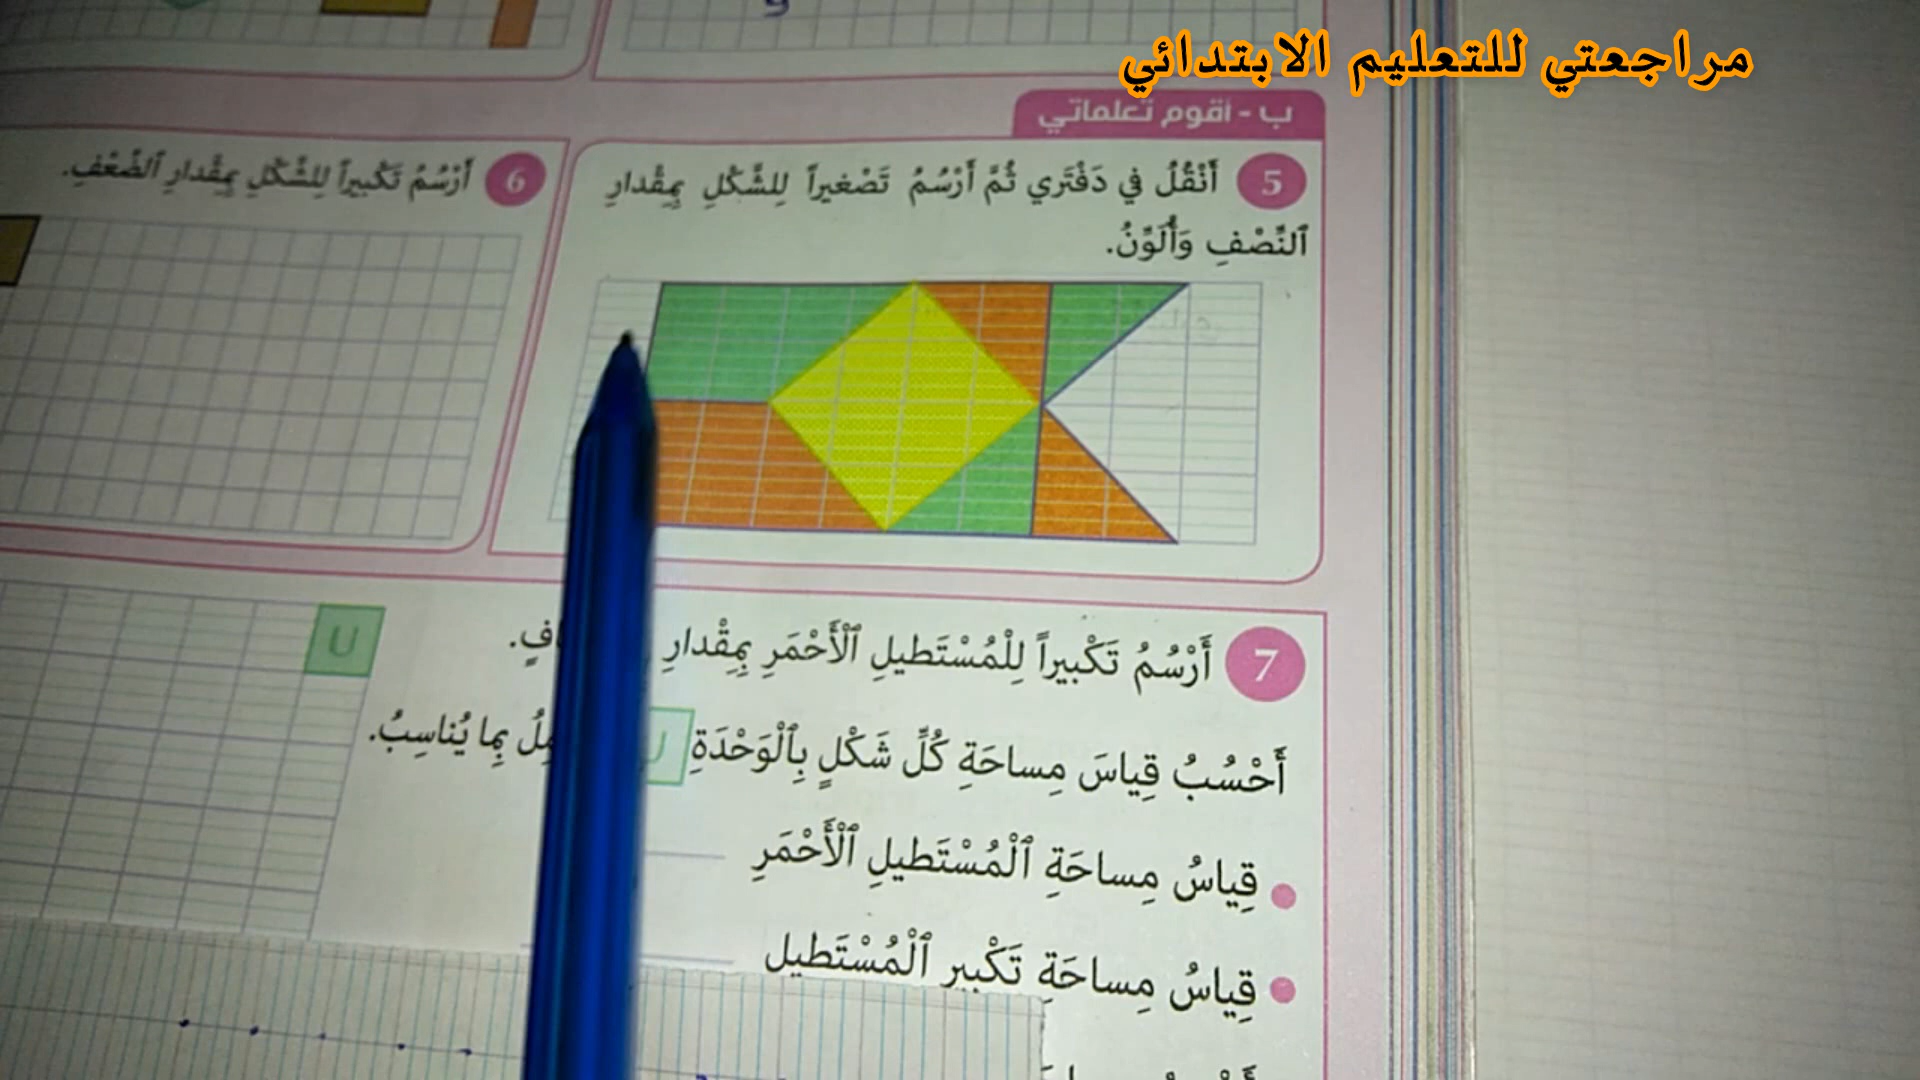 مراجعتي للتعليم الابتدائي
ب - أقوم تعلماتي
5 أَنْقُلُ في دَفْتَري ثُمَّ أَرْسُمُ تَصْغيراً لِلشَّكْلِ بِمِقْدارِ
ٱلنِّصْفِ وَأُلَوِّنُ.
6 أَرْسُمُ تَكْبيراً لِلشَّكْلِ بِمِقْدارِ ٱلضِّعْفِ.
7 أَرْسُمُ تَكْبيراً لِلْمُسْتَطيلِ ٱلْأَحْمَرِ بِمِقْدارِ
U
أَحْسُبُ قِياسَ مِساحَةِ كُلِّ شَكْلٍ بِٱلْوَحْدَةِ U بِما يُناسِبُ.
قِياسُ مِساحَةِ ٱلْمُسْتَطيلِ ٱلْأَحْمَرِ
قِياسُ مِساحَةِ تَكْبيرِ ٱلْمُسْتَطيل